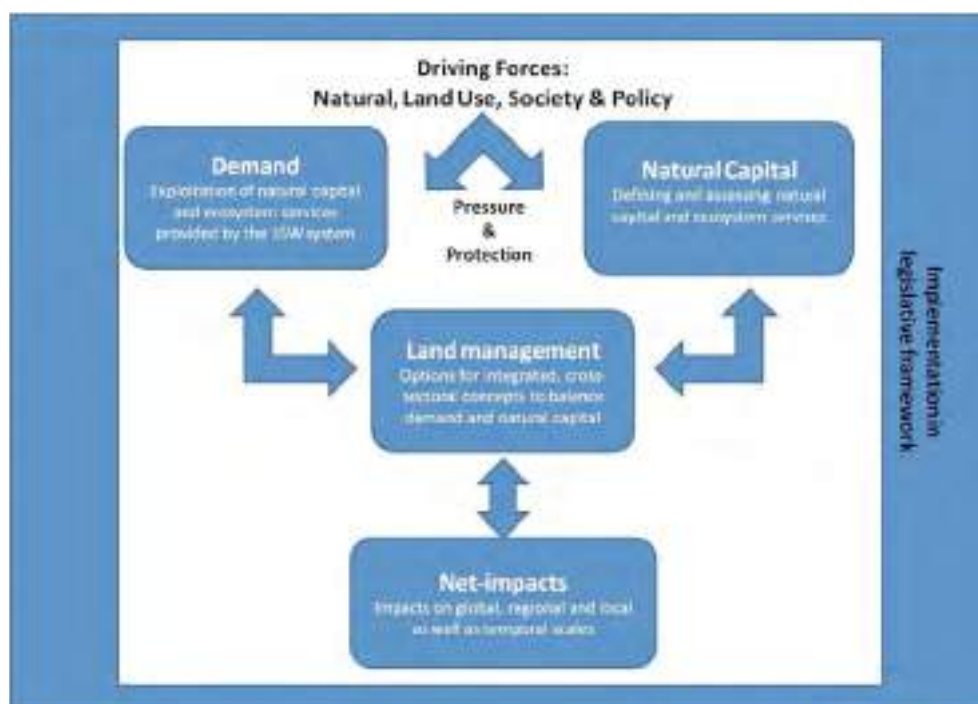 Driving Forces:
Natural, Land Use, Society & Policy
Demand
Exploitation of natural capital
and ecosystem services
provided by the system
Natural Capital
Defining and assessing natural
capital and ecosystem services
Pressure
&
Protection
Land management
Options for integrated, cross-
sectoral concepts to balance
demand and natural capital
Net-impacts
Impacts on global, regional and local
as well as temporal scales
Implementation in
legislative framework